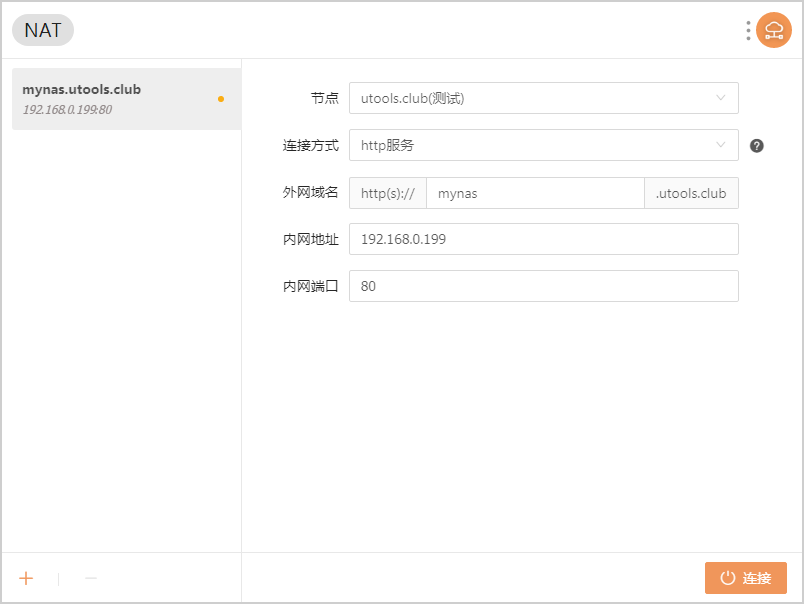 NAT
mynas.utools.club
192.168.0.199:80
节点
utools.club(测试)
连接方式
http服务
?
外网域名 http(s):// mynas .utools.club
内网地址 192.168.0.199
内网端口 80
连接